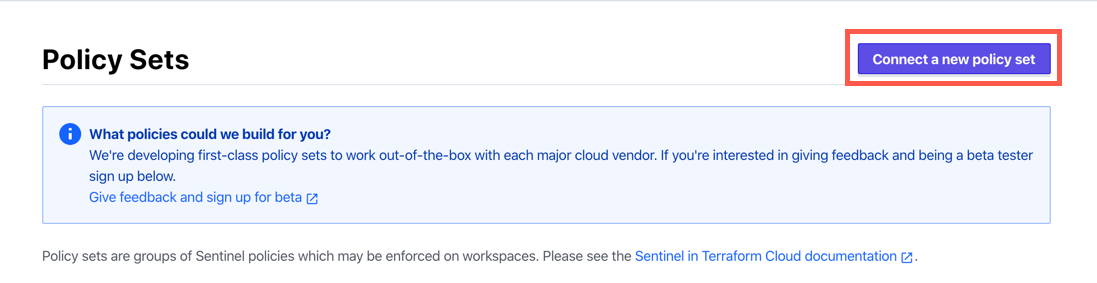 Policy Sets
Connect a new policy set
What policies could we build for you?
We're developing first-class policy sets to work out-of-the-box with each major cloud vendor. If you're interested in giving feedback and being a beta tester
sign up below.
Give feedback and sign up for beta
Policy sets are groups of Sentinel policies which may be enforced on workspaces. Please see the Sentinel in Terraform Cloud documentation .